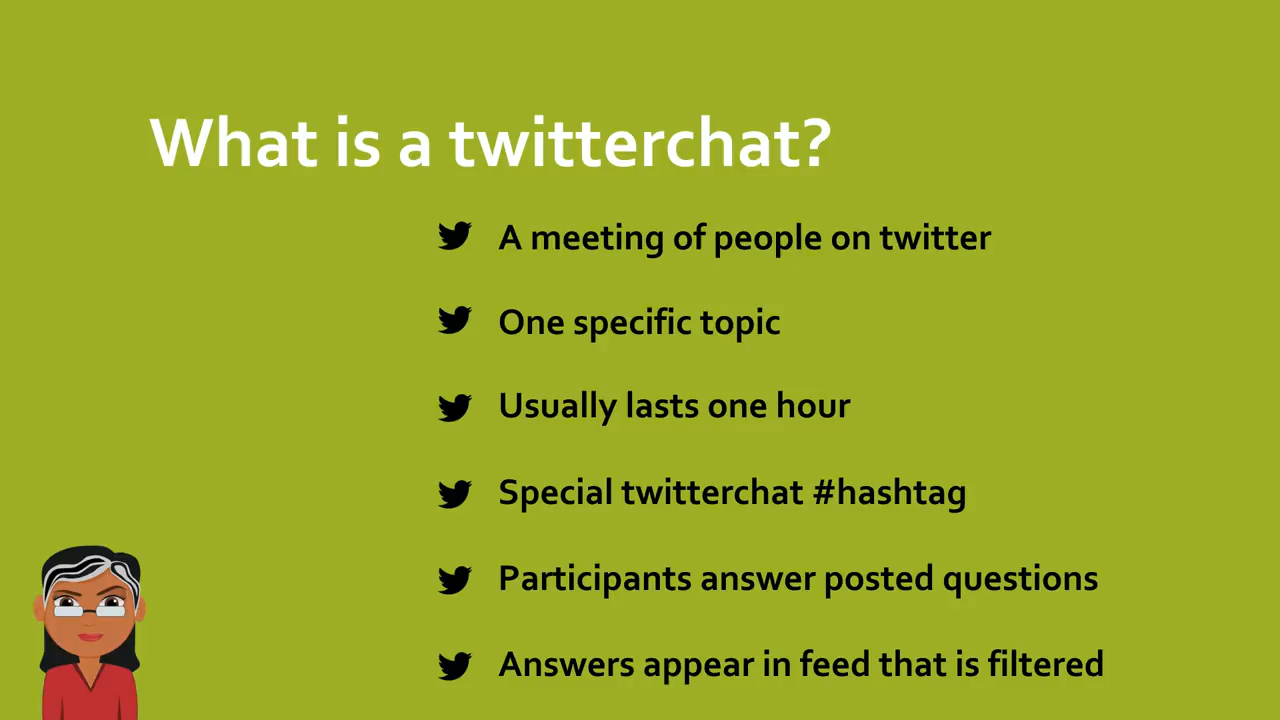 What is a twitterchat?
A meeting of people on twitter
One specific topic
Usually lasts one hour
Special twitterchat #hashtag
Participants answer posted questions
Answers appear in feed that is filtered